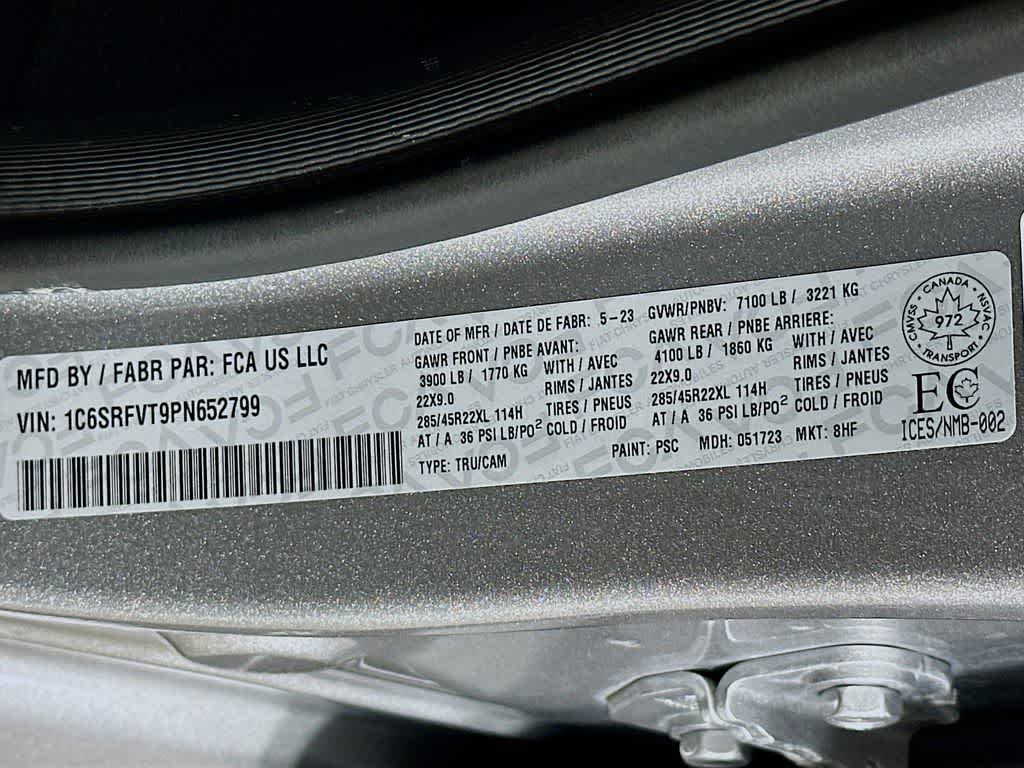 MFD BY / FABR PAR: FCA US LLC
VIN: 1C6SRFVT9PN652799
DATE OF MFR / DATE DE FABR: 5-23
GAWR FRONT / PNBE AVANT:
3900 LB / 1770 KG WITH / AVEC
22X9.0 RIMS / JANTES
285/45R22XL 114H TIRES / PNEUS
AT / A 36 PSI LB/PO² COLD / FROID
TYPE: TRU/CAM
GVWR/PNBV: 7100 LB / 3221 KG
GAWR REAR / PNBE ARRIERE:
4100 LB / 1860 KG WITH / AVEC
22X9.0 RIMS / JANTES
285/45R22XL 114H TIRES / PNEUS
AT / A 36 PSI LB/PO² COLD / FROID
PAINT: PSC MDH: 051723 MKT: 8HF
CANADA
CMVSS · NSVAC
972
TRANSPORT
EC
ICES/NMB-002